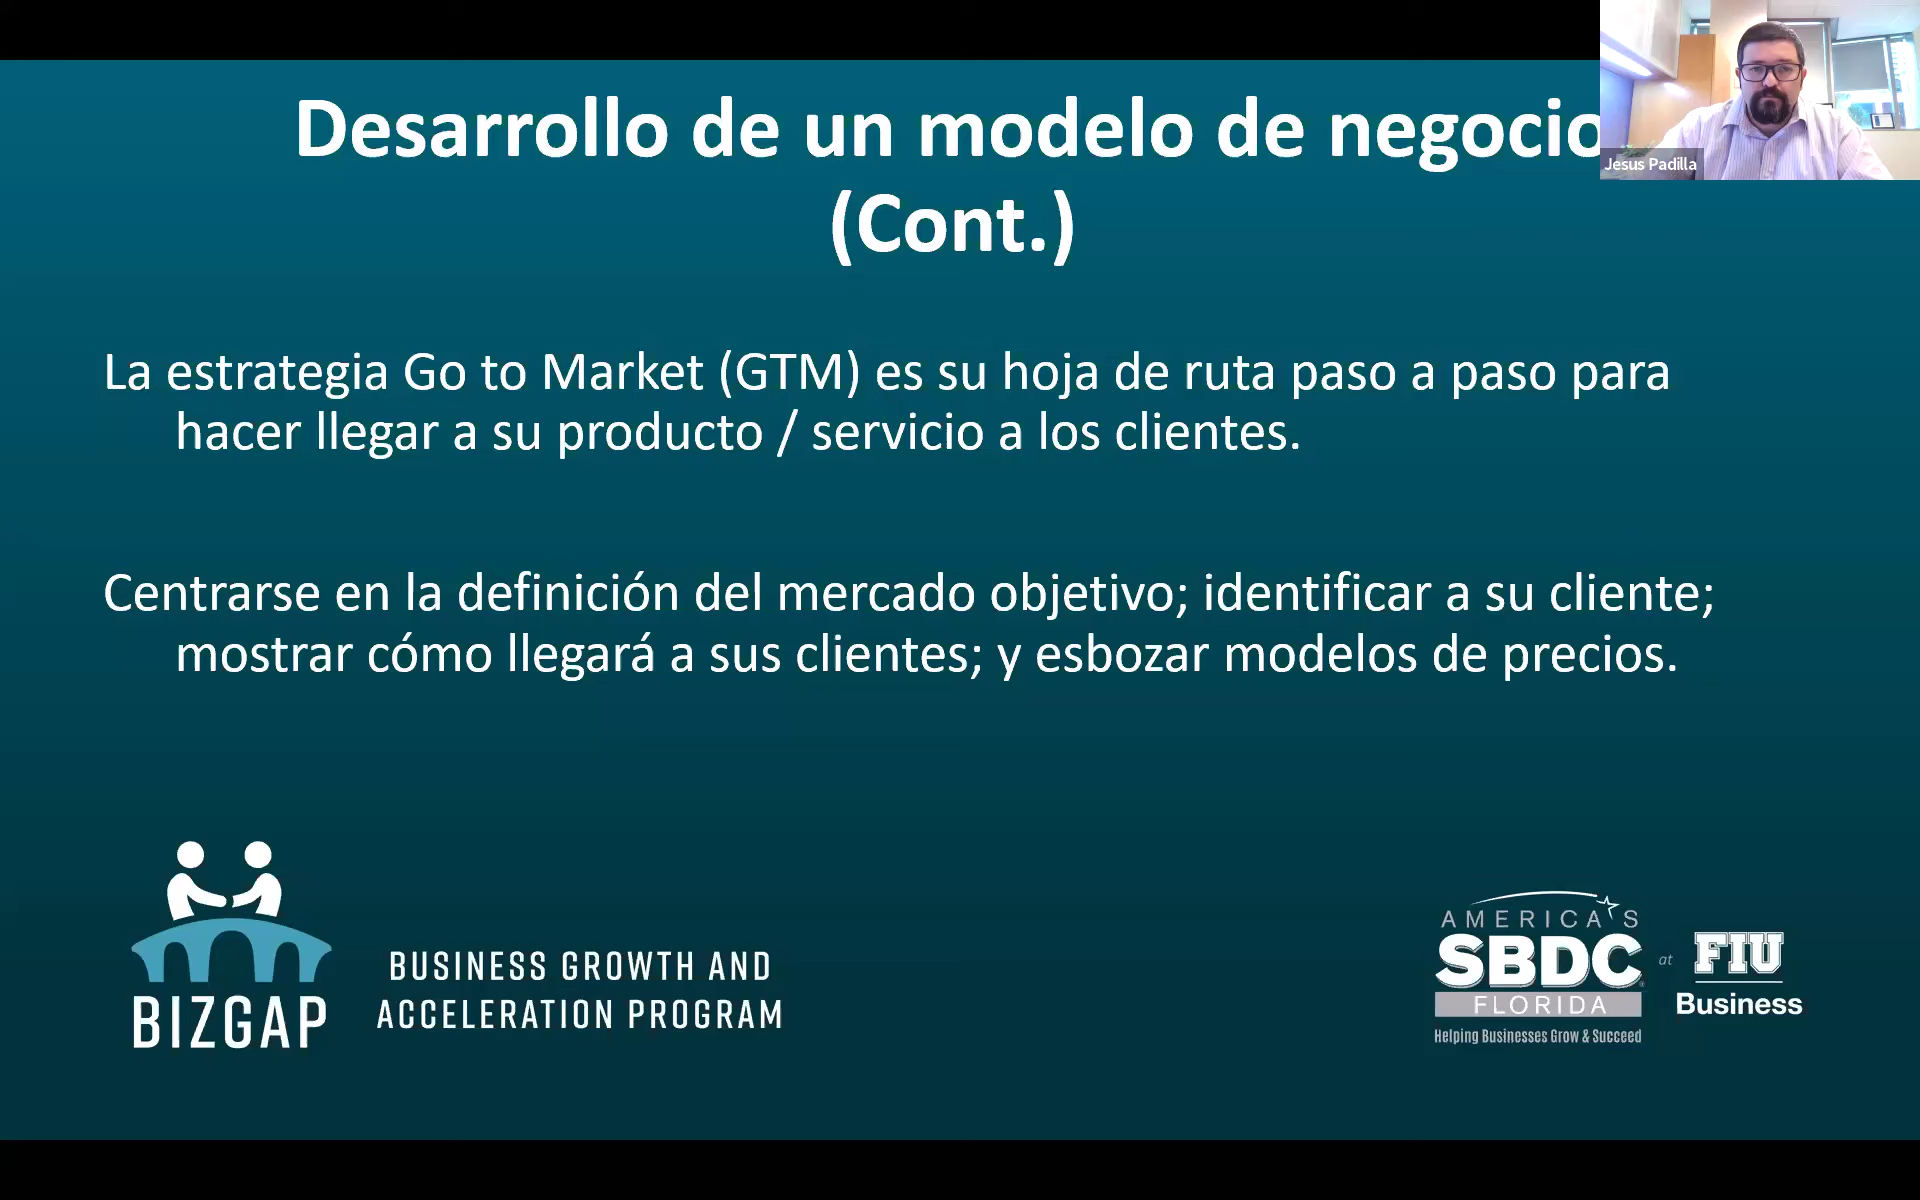 Desarrollo de un modelo de negocio
(Cont.)
Jesus Padilla
La estrategia Go to Market (GTM) es su hoja de ruta paso a paso para
hacer llegar a su producto / servicio a los clientes.
Centrarse en la definición del mercado objetivo; identificar a su cliente;
mostrar cómo llegará a sus clientes; y esbozar modelos de precios.
BIZGAP
BUSINESS GROWTH AND
ACCELERATION PROGRAM
AMERICA'S
SBDC
FLORIDA
Helping Businesses Grow & Succeed
at
FIU
Business